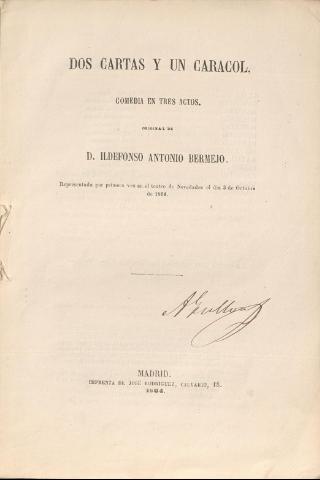 DOS CARTAS Y UN CARACOL.
COMEDIA EN TRES ACTOS.
ORIGINAL DE
D. ILDEFONSO ANTONIO BERMEJO.
Representada por primera vez en el teatro de Novedades el dia 3 de Octubre
de 1864.
MADRID.
IMPRENTA DE JOSÉ RODRIGUEZ, CALVARIO, 18.
1864.